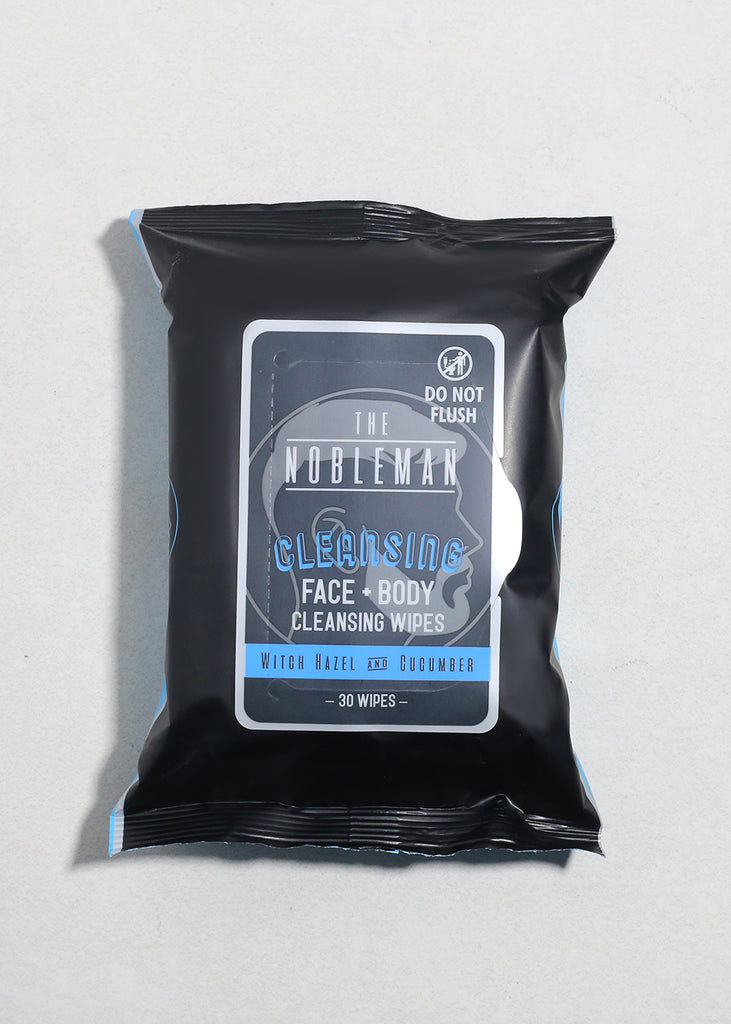 DO NOT
FLUSH
THE
NOBLEMAN
CLEANSING
FACE + BODY
CLEANSING WIPES
WITCH HAZEL AND CUCUMBER
– 30 WIPES –